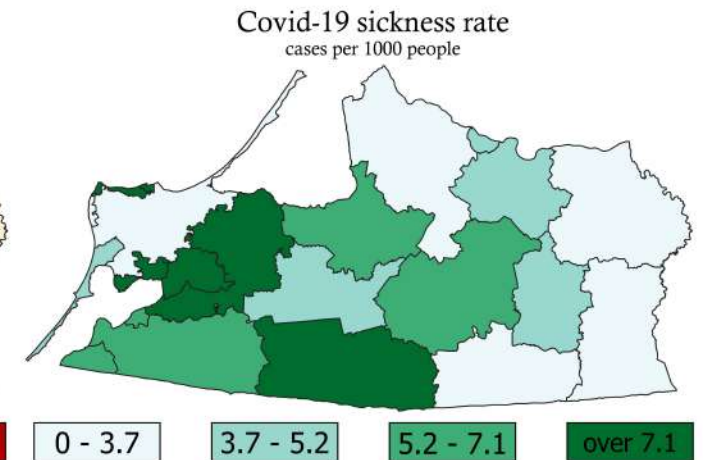 Covid-19 sickness rate
cases per 1000 people
0 - 3.7
3.7 - 5.2
5.2 - 7.1
over 7.1